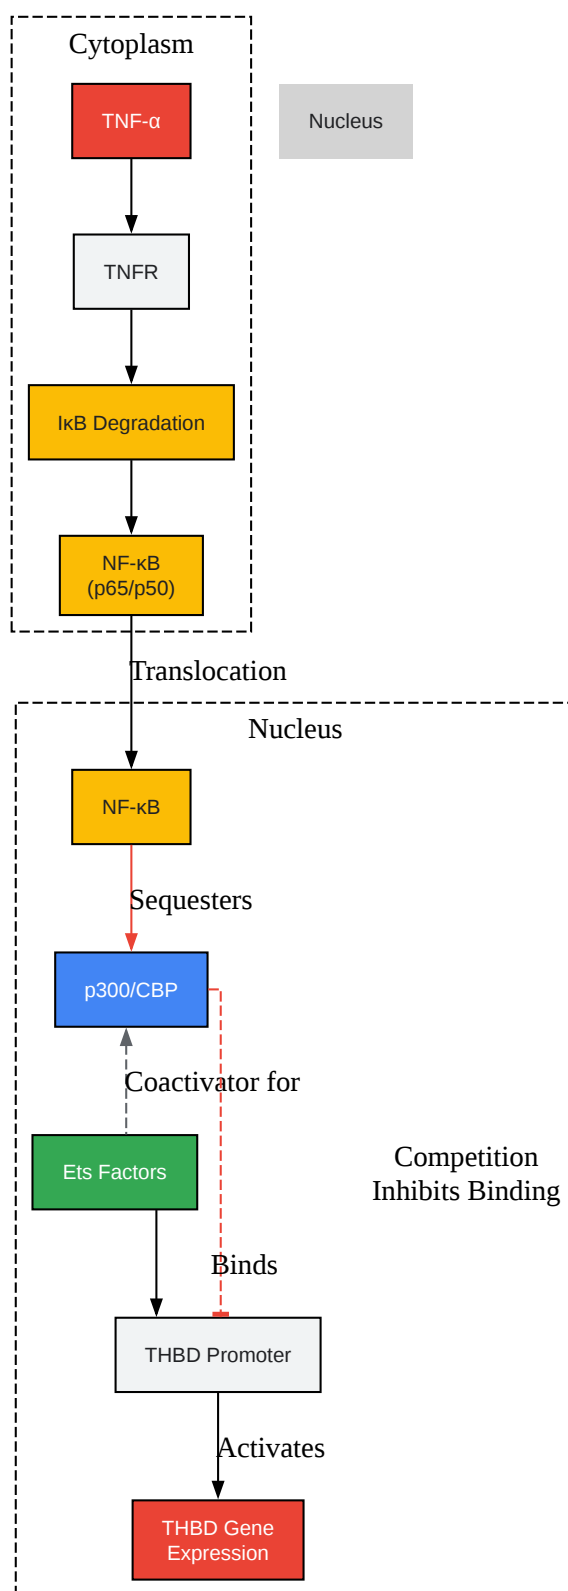 Cytoplasm
TNF-α
Nucleus
TNFR
IκB Degradation
NF-κB
(p65/p50)
Translocation
Nucleus
NF-κB
Sequesters
p300/CBP
Coactivator for
Ets Factors
Competition
Inhibits Binding
Binds
THBD Promoter
Activates
THBD Gene
Expression